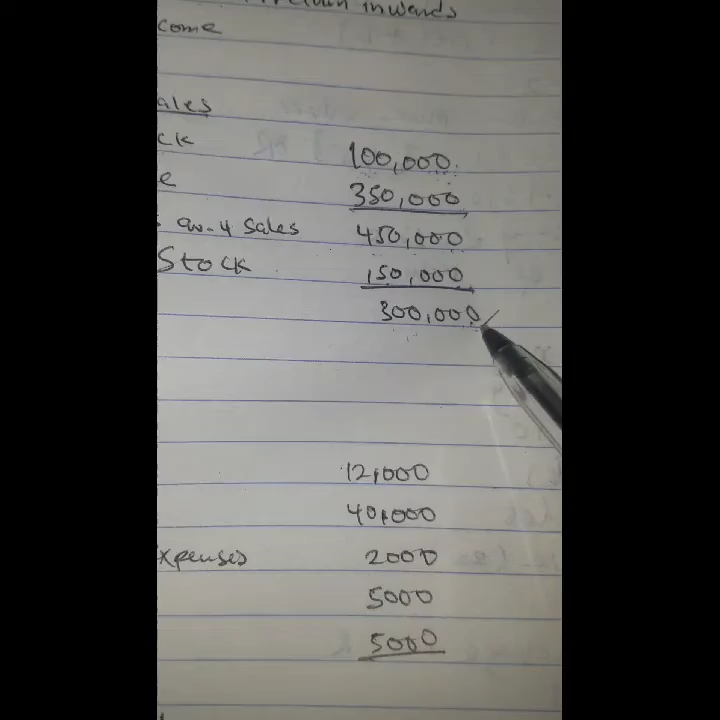 inwards
come
ales
ck 100,000
e 350,000
s av. 4 Sales 450,000
Stock 150,000
300,000
12,000
40,000
xpenses 2000
5000
5000